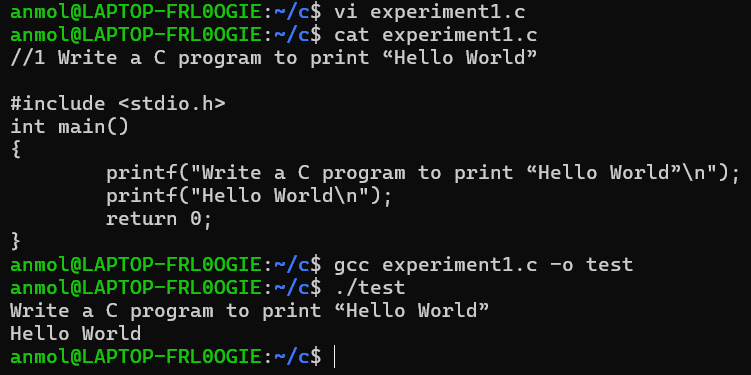 anmol@LAPTOP-FRL0OGIE:~/c$ vi experiment1.c
anmol@LAPTOP-FRL0OGIE:~/c$ cat experiment1.c
//1 Write a C program to print “Hello World”

#include <stdio.h>
int main()
{
        printf("Write a C program to print “Hello World”\n");
        printf("Hello World\n");
        return 0;
}
anmol@LAPTOP-FRL0OGIE:~/c$ gcc experiment1.c -o test
anmol@LAPTOP-FRL0OGIE:~/c$ ./test
Write a C program to print “Hello World”
Hello World
anmol@LAPTOP-FRL0OGIE:~/c$